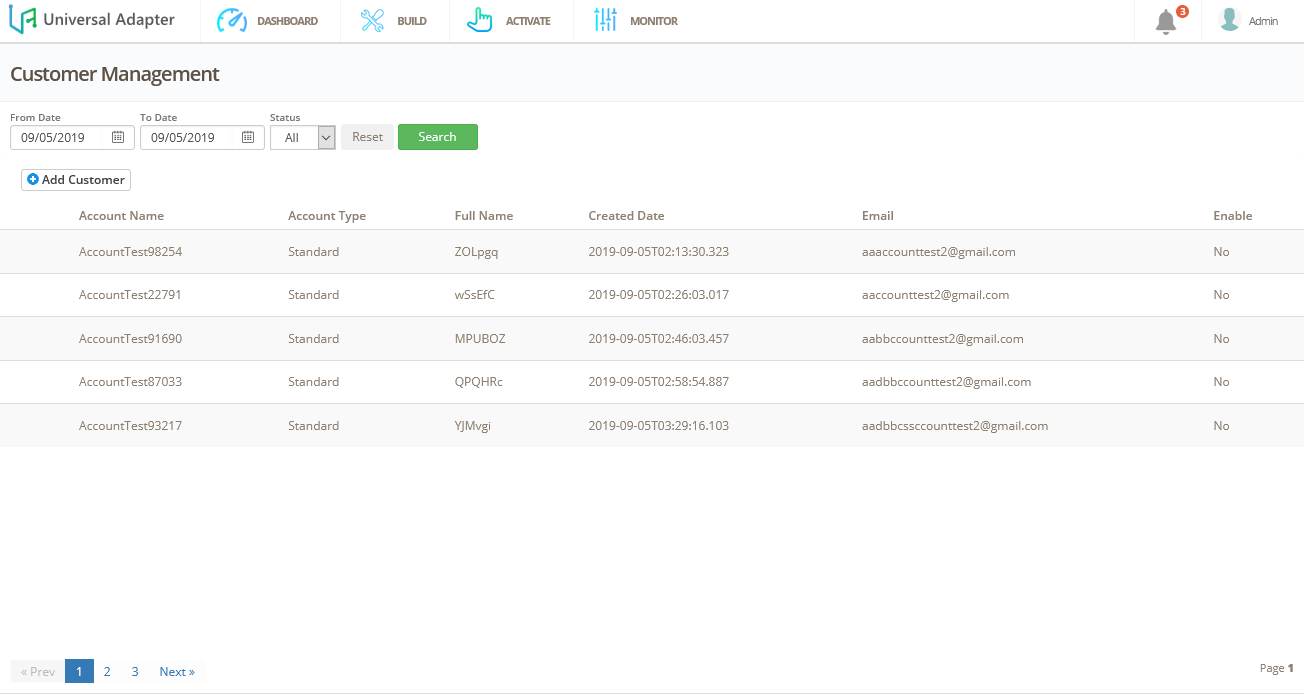 Universal Adapter DASHBOARD BUILD ACTIVATE MONITOR 3 Admin
Customer Management
From Date To Date Status
09/05/2019 09/05/2019 All Reset Search
Add Customer
Account Name Account Type Full Name Created Date Email Enable
AccountTest98254 Standard ZOLpgq 2019-09-05T02:13:30.323 aaaccounttest2@gmail.com No
AccountTest22791 Standard wSsEfC 2019-09-05T02:26:03.017 aaccounttest2@gmail.com No
AccountTest91690 Standard MPUBOZ 2019-09-05T02:46:03.457 aabbccounttest2@gmail.com No
AccountTest87033 Standard QPQHRc 2019-09-05T02:58:54.887 aadbbccounttest2@gmail.com No
AccountTest93217 Standard YJMvgi 2019-09-05T03:29:16.103 aadbbcssccounttest2@gmail.com No
« Prev 1 2 3 Next » Page 1